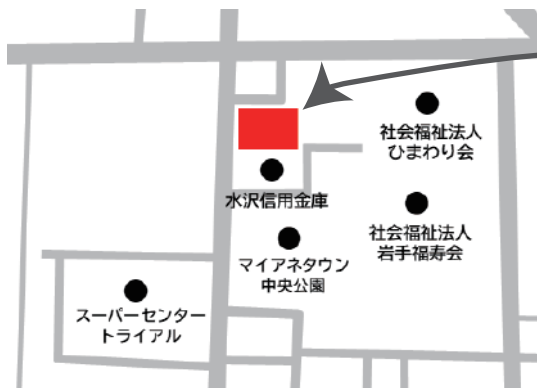 社会福祉法人
ひまわり会
水沢信用金庫
社会福祉法人
岩手福寿会
マイアネタウン
中央公園
スーパーセンター
トライアル